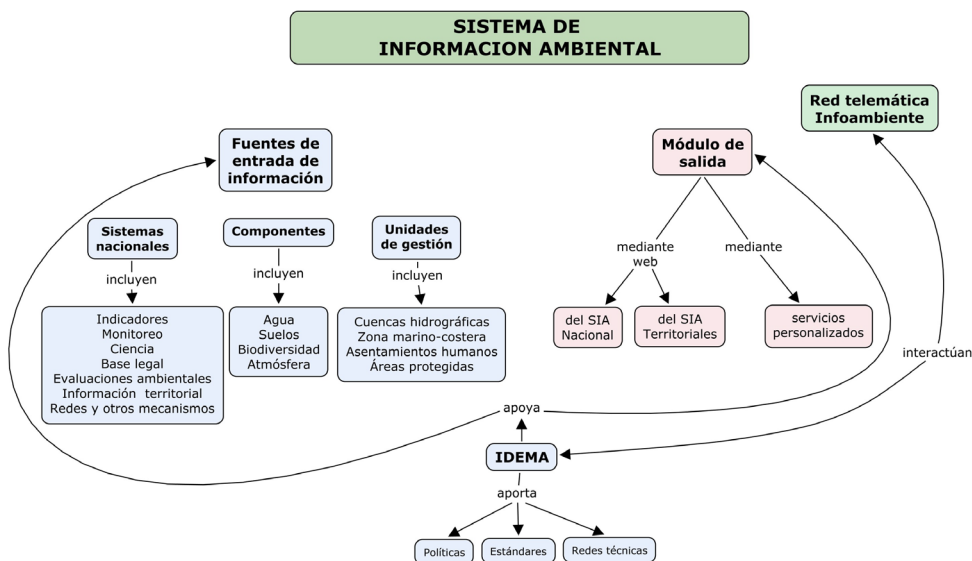 SISTEMA DE
INFORMACION AMBIENTAL
Red telemática
Infoambiente
Fuentes de
entrada de
información
Módulo de
salida
Sistemas
nacionales
Componentes
Unidades
de gestión
incluyen
incluyen
incluyen
mediante
web
mediante
Indicadores
Monitoreo
Ciencia
Base legal
Evaluaciones ambientales
Información territorial
Redes y otros mecanismos
Agua
Suelos
Biodiversidad
Atmósfera
Cuencas hidrográficas
Zona marino-costera
Asentamientos humanos
Áreas protegidas
del SIA
Nacional
del SIA
Territoriales
servicios
personalizados
interactúan
apoya
IDEMA
aporta
Políticas
Estándares
Redes técnicas